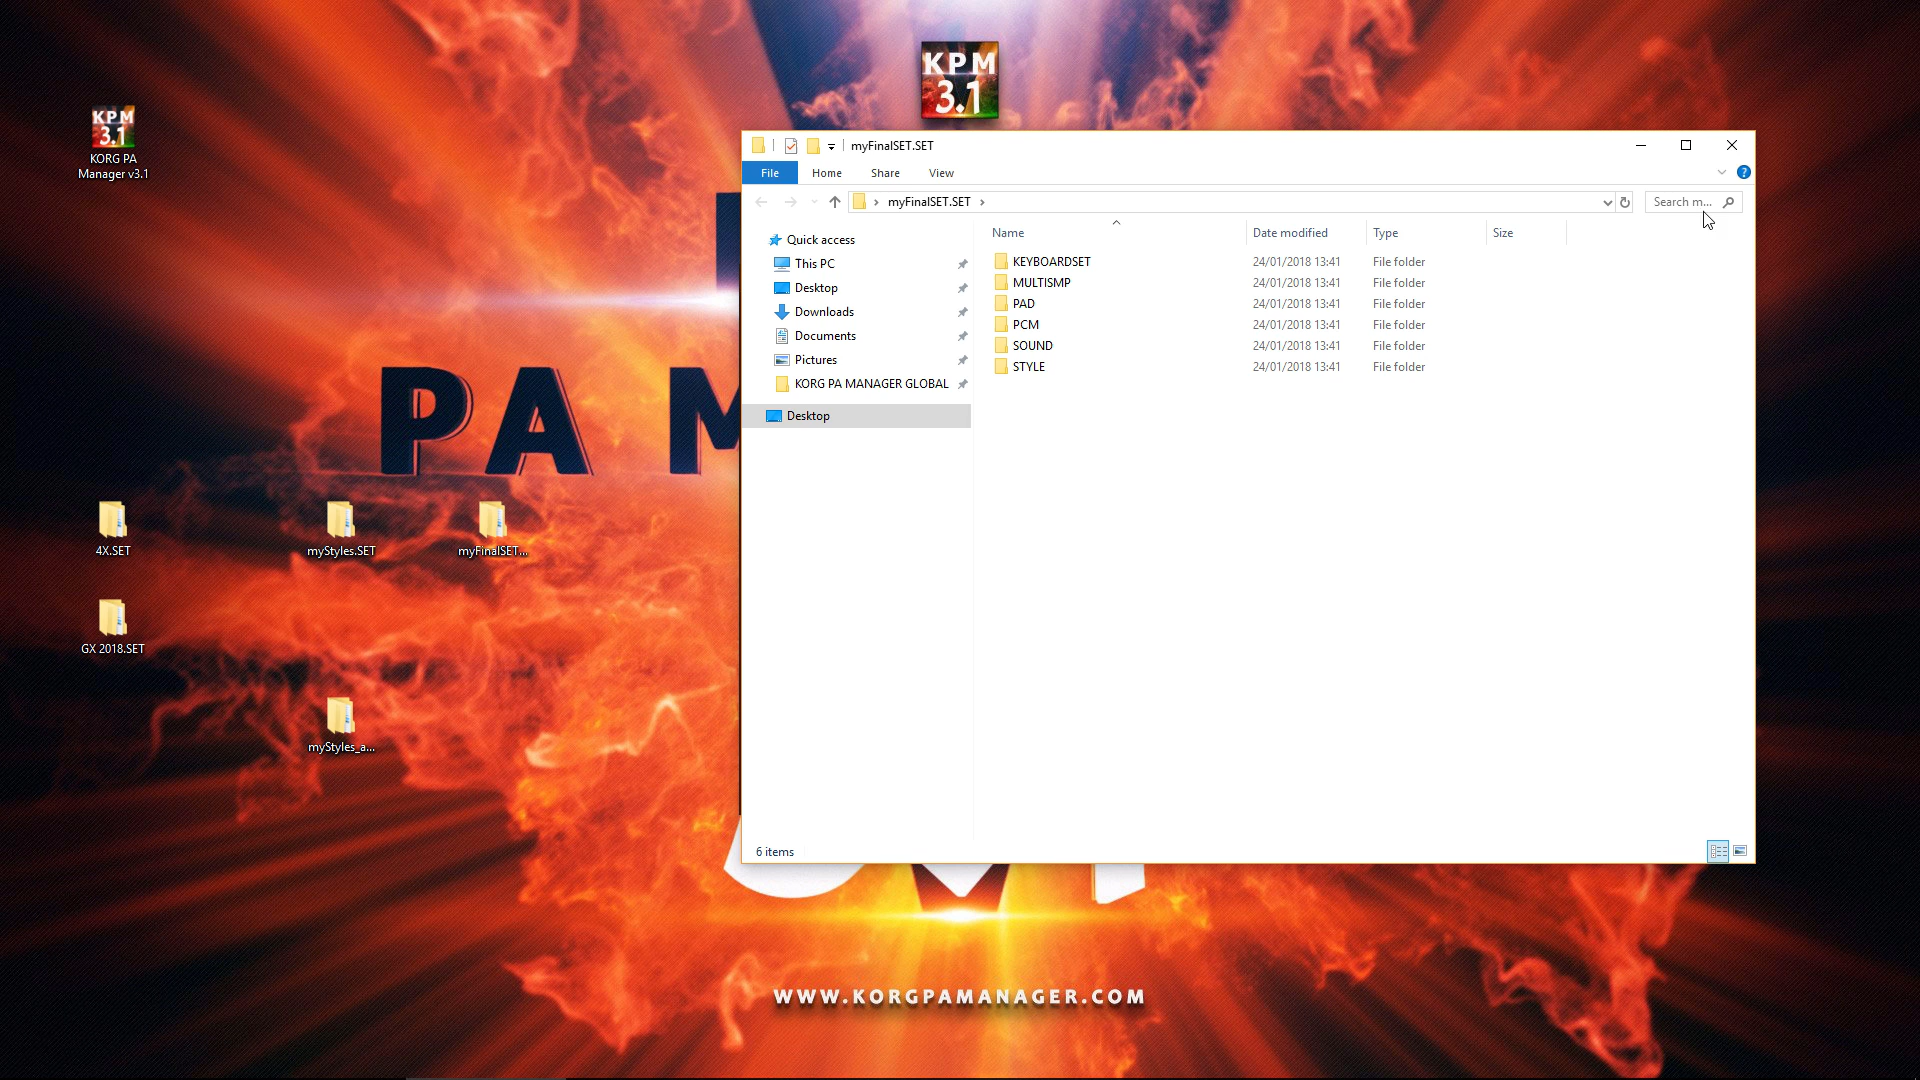 KPM
3.1
KPM
3.1
KORG PA
Manager v3.1
PA M
4X.SET
myStyles.SET
myFinalSET...
GX 2018.SET
myStyles_a...
myFinalSET.SET
File Home Share View
myFinalSET.SET
Search m...
Quick access
This PC
Desktop
Downloads
Documents
Pictures
KORG PA MANAGER GLOBAL
Desktop
Name Date modified Type Size
KEYBOARDSET 24/01/2018 13:41 File folder
MULTISMP 24/01/2018 13:41 File folder
PAD 24/01/2018 13:41 File folder
PCM 24/01/2018 13:41 File folder
SOUND 24/01/2018 13:41 File folder
STYLE 24/01/2018 13:41 File folder
6 items
WWW.KORGPAMANAGER.COM